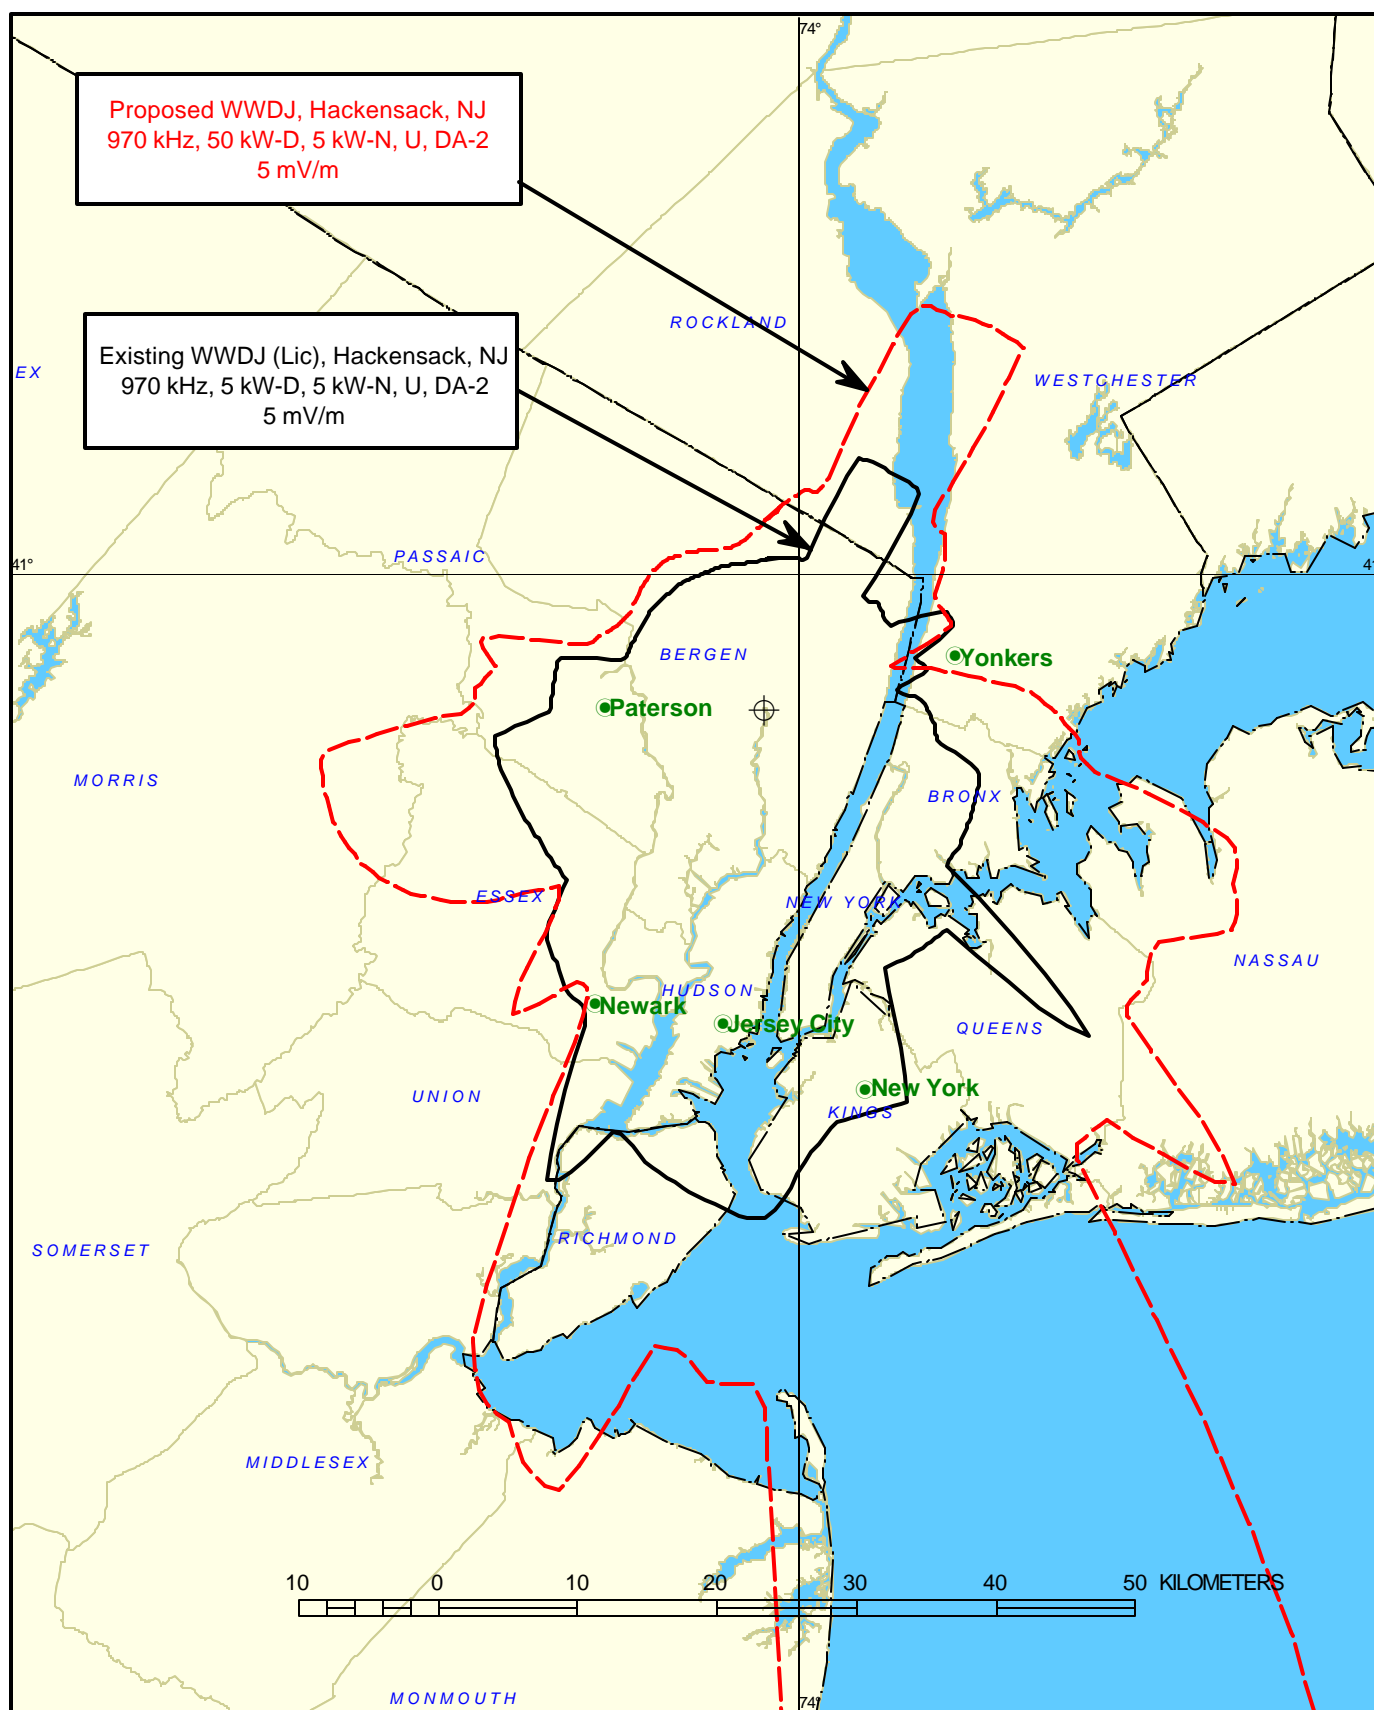 74°
Proposed WWDJ, Hackensack, NJ
970 kHz, 50 kW-D, 5 kW-N, U, DA-2
5 mV/m
ROCKLAND
Existing WWDJ (Lic), Hackensack, NJ
970 kHz, 5 kW-D, 5 kW-N, U, DA-2
5 mV/m
EX
WESTCHESTER
PASSAIC
41°
41
BERGEN
Yonkers
Paterson
MORRIS
BRONX
ESSEX
NEW YORK
NASSAU
HUDSON
Newark
Jersey City
QUEENS
UNION
New York
KINGS
RICHMOND
SOMERSET
MIDDLESEX
10 0 10 20 30 40 50 KILOMETERS
MONMOUTH
74°